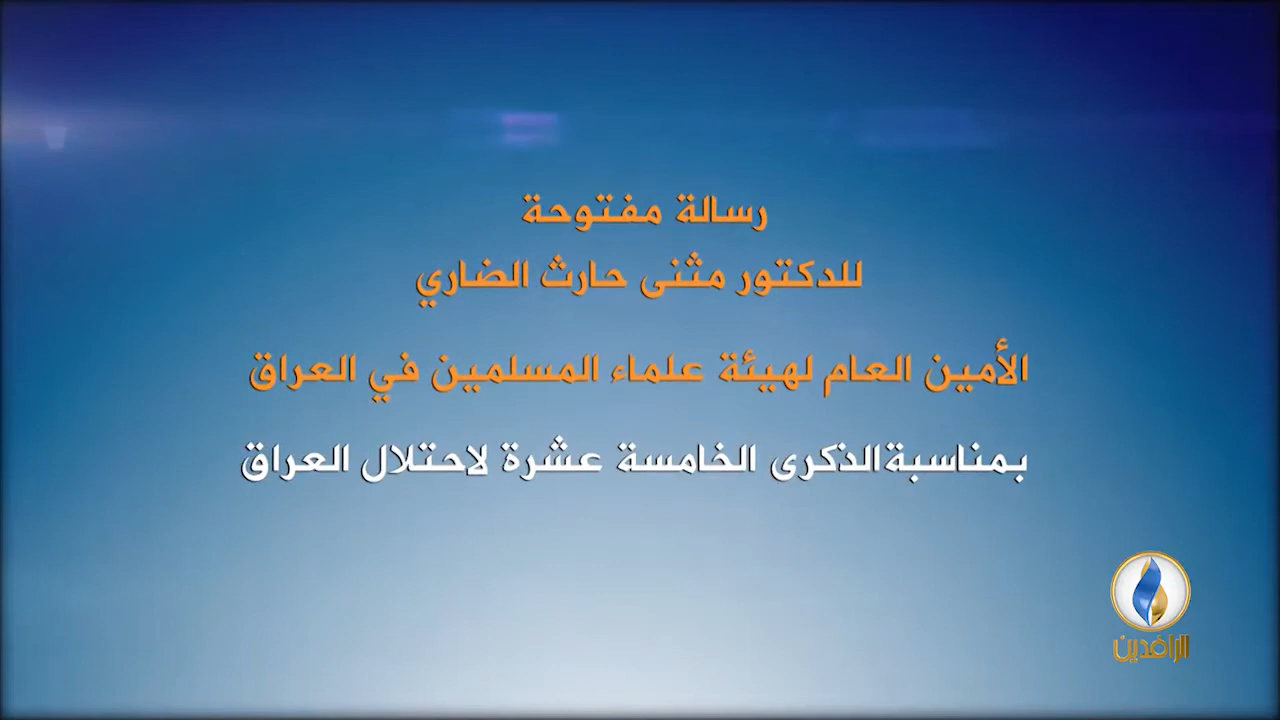 رسالة مفتوحة
للدكتور مثنى حارث الضاري
الأمين العام لهيئة علماء المسلمين في العراق
بمناسبة الذكرى الخامسة عشرة لاحتلال العراق
الرافدين